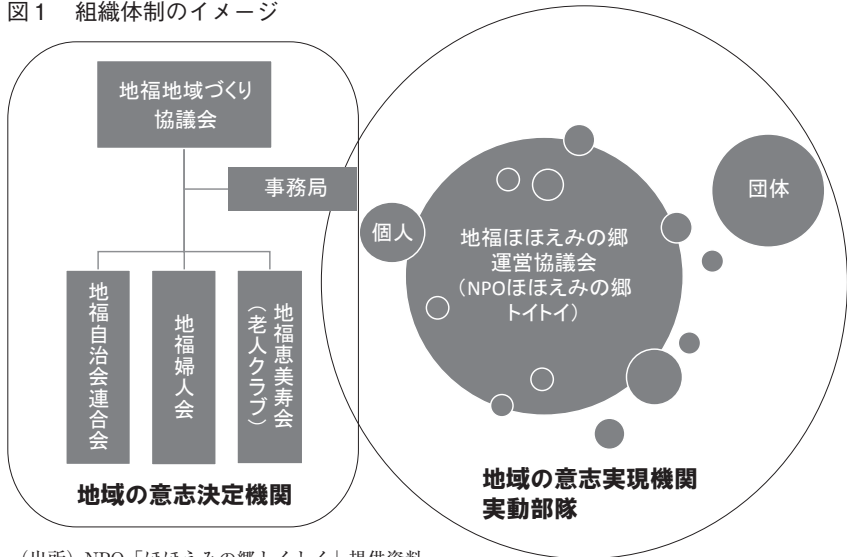 図1　組織体制のイメージ
地福地域づくり
協議会
事務局
地福自治会連合会
地福婦人会
地福恵美寿会
（老人クラブ）
地域の意志決定機関
個人
地福ほほえみの郷
運営協議会
（NPOほほえみの郷
トイトイ）
団体
地域の意志実現機関
実動部隊
（出所）NPO「ほほえみの郷トイトイ」提供資料